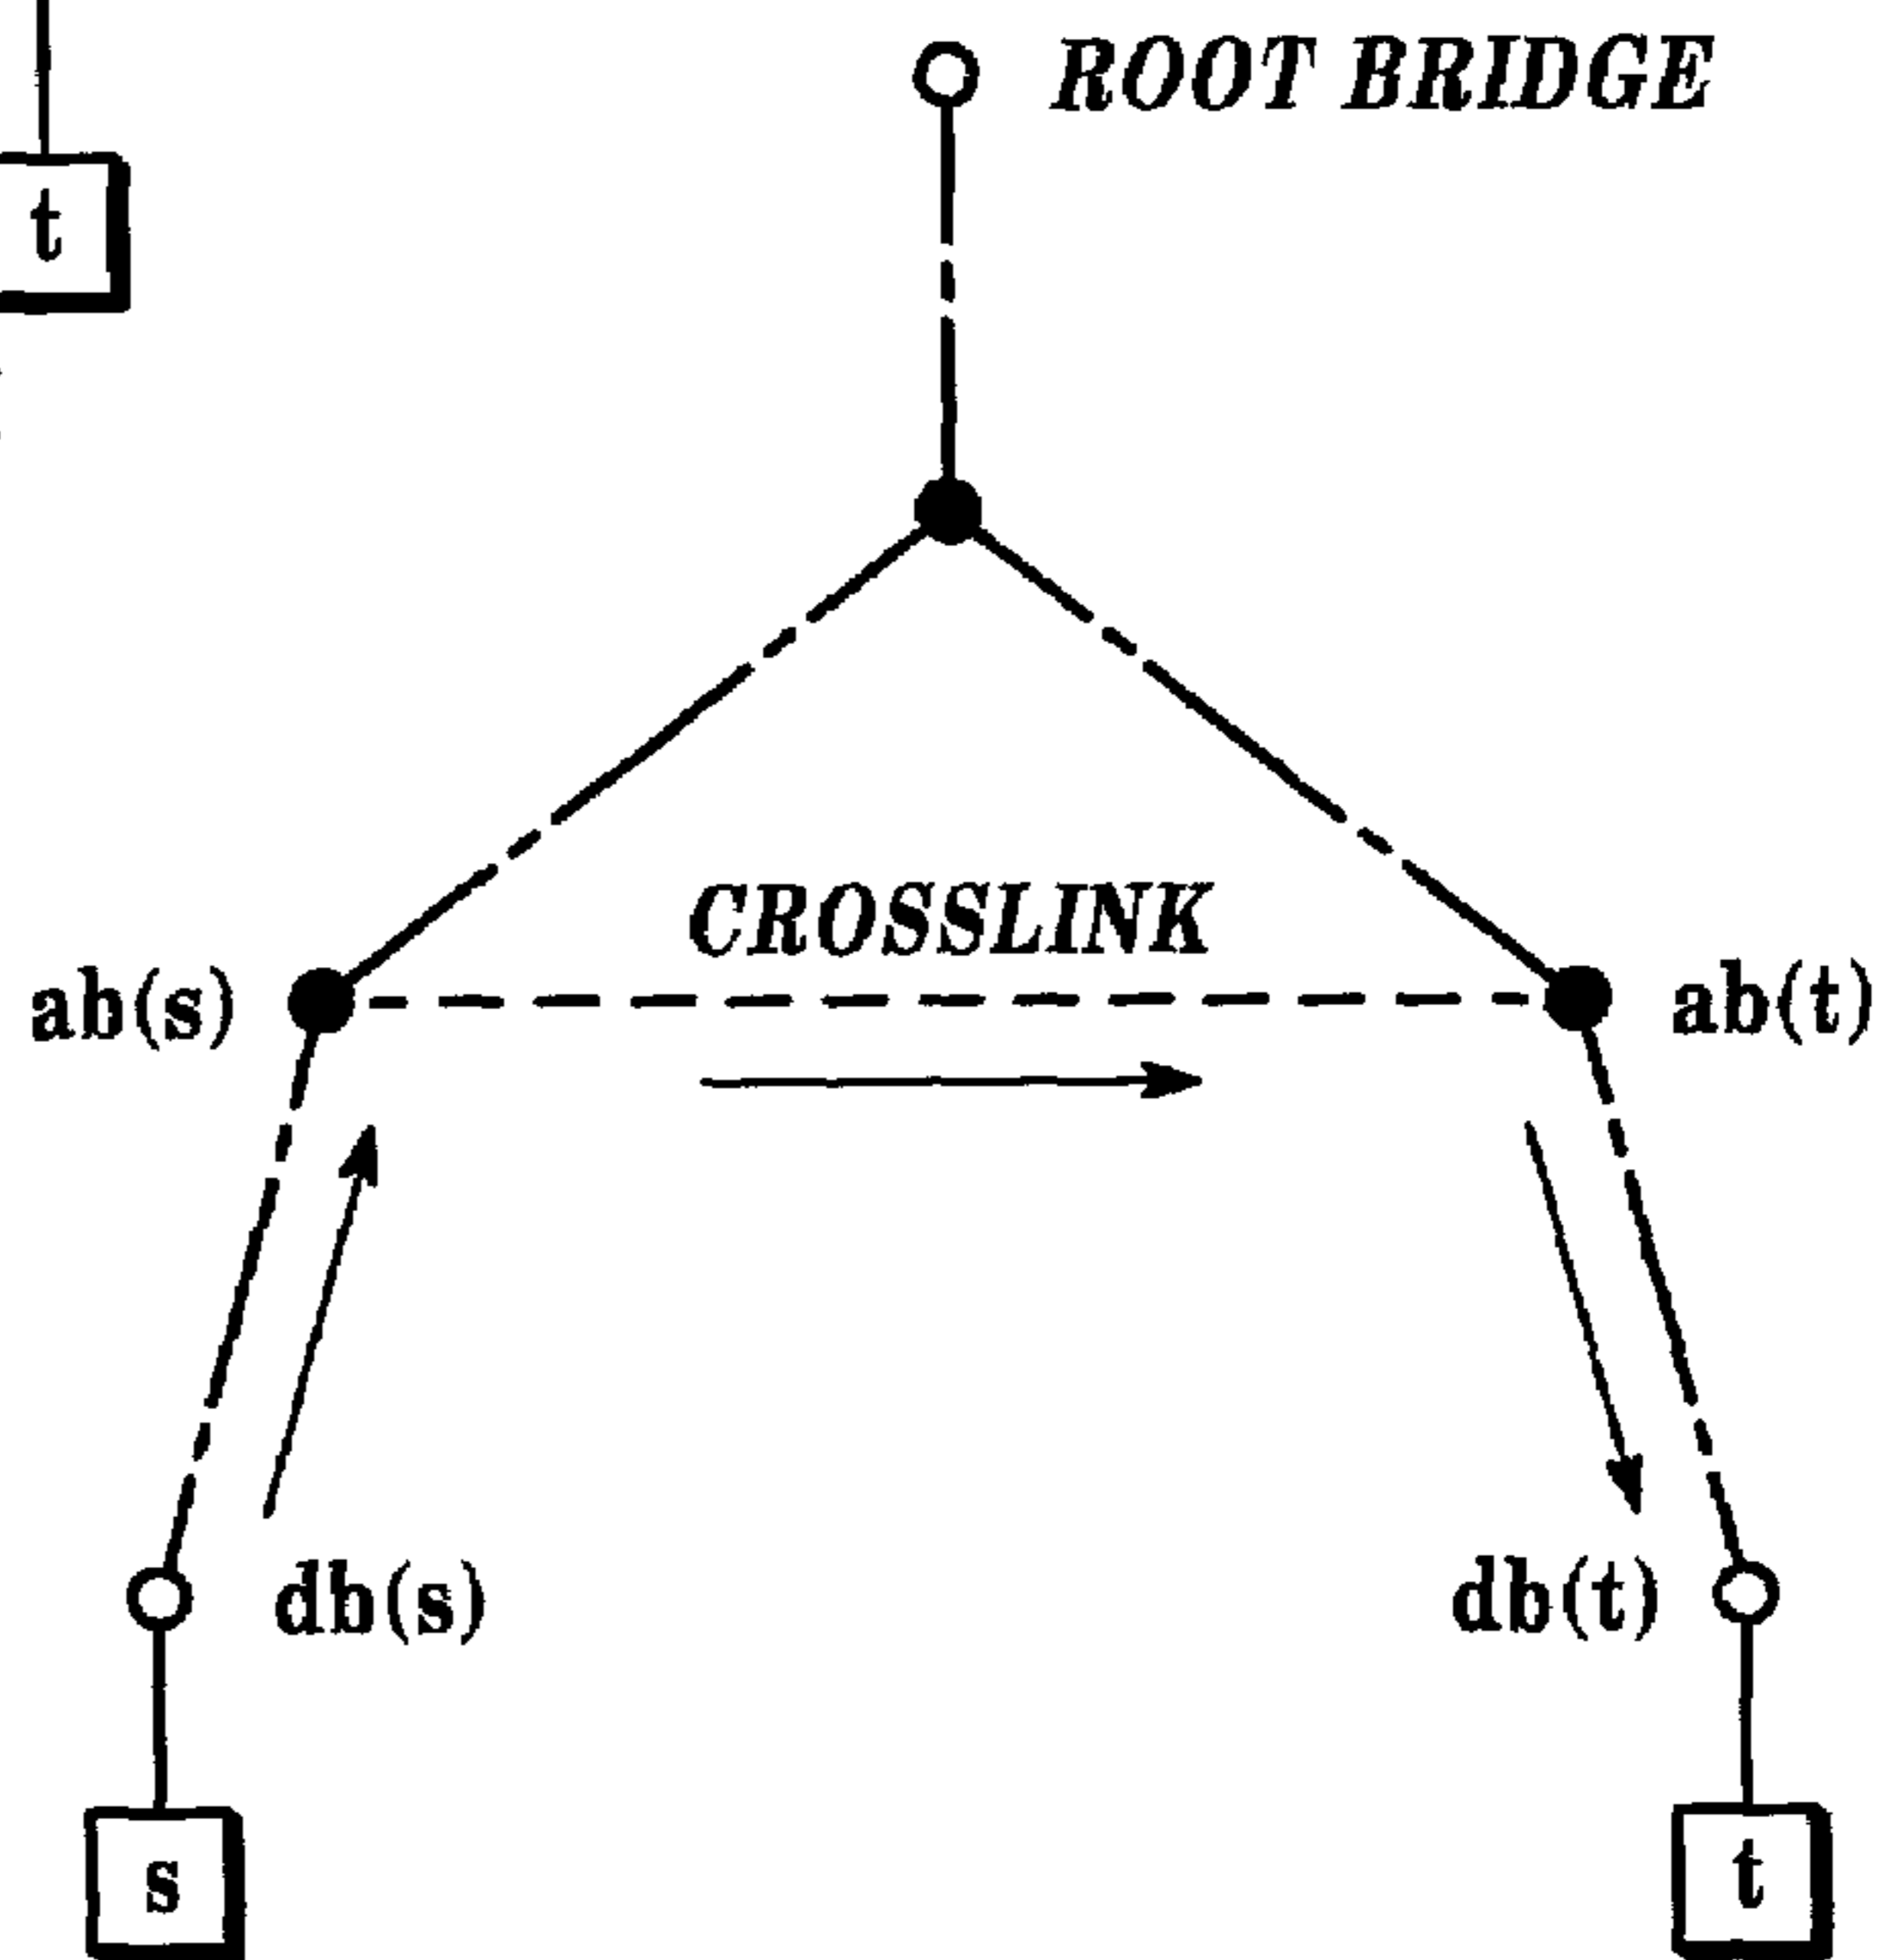 ROOT BRIDGE
t
CROSSLINK
ab(s)
ab(t)
db(s)
db(t)
s
t